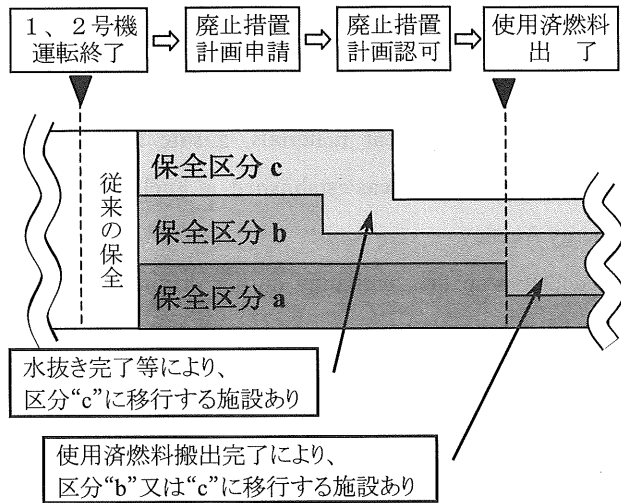 1、2号機
運転終了
廃止措置
計画申請
廃止措置
計画認可
使用済燃料
出 了
従来の保全
保全区分 c
保全区分 b
保全区分 a
水抜き完了等により、
区分“c”に移行する施設あり
使用済燃料搬出完了により、
区分“b”又は“c”に移行する施設あり